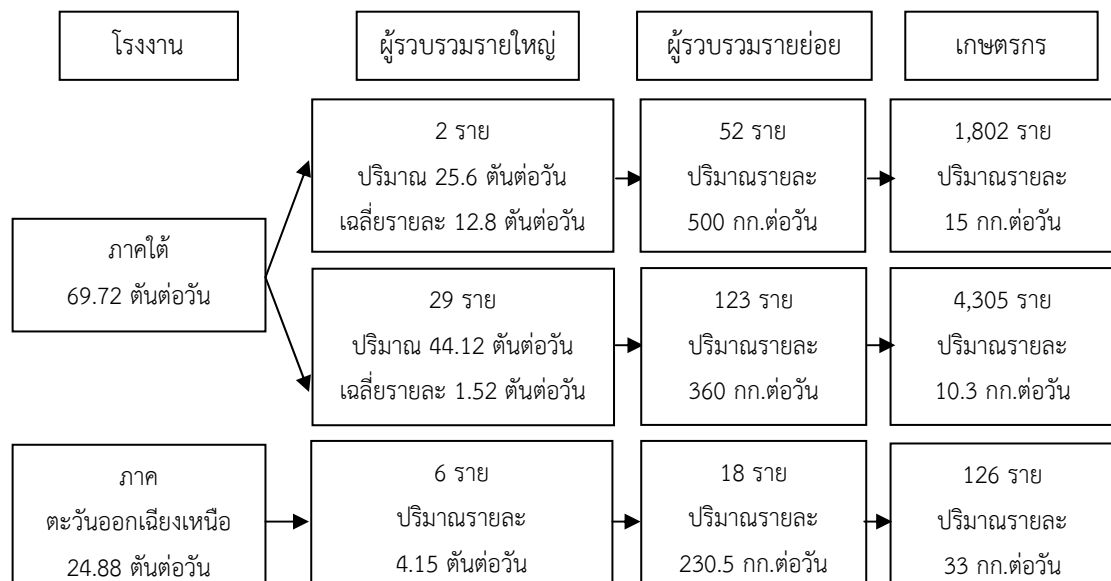 โรงงาน
ผู้รวบรวมรายใหญ่
ผู้รวบรวมรายย่อย
เกษตรกร
ภาคใต้
69.72 ตันต่อวัน
2 ราย
ปริมาณ 25.6 ตันต่อวัน
เฉลี่ยรายละ 12.8 ตันต่อวัน
52 ราย
ปริมาณรายละ
500 กก.ต่อวัน
1,802 ราย
ปริมาณรายละ
15 กก.ต่อวัน
29 ราย
ปริมาณ 44.12 ตันต่อวัน
เฉลี่ยรายละ 1.52 ตันต่อวัน
123 ราย
ปริมาณรายละ
360 กก.ต่อวัน
4,305 ราย
ปริมาณรายละ
10.3 กก.ต่อวัน
ภาค
ตะวันออกเฉียงเหนือ
24.88 ตันต่อวัน
6 ราย
ปริมาณรายละ
4.15 ตันต่อวัน
18 ราย
ปริมาณรายละ
230.5 กก.ต่อวัน
126 ราย
ปริมาณรายละ
33 กก.ต่อวัน